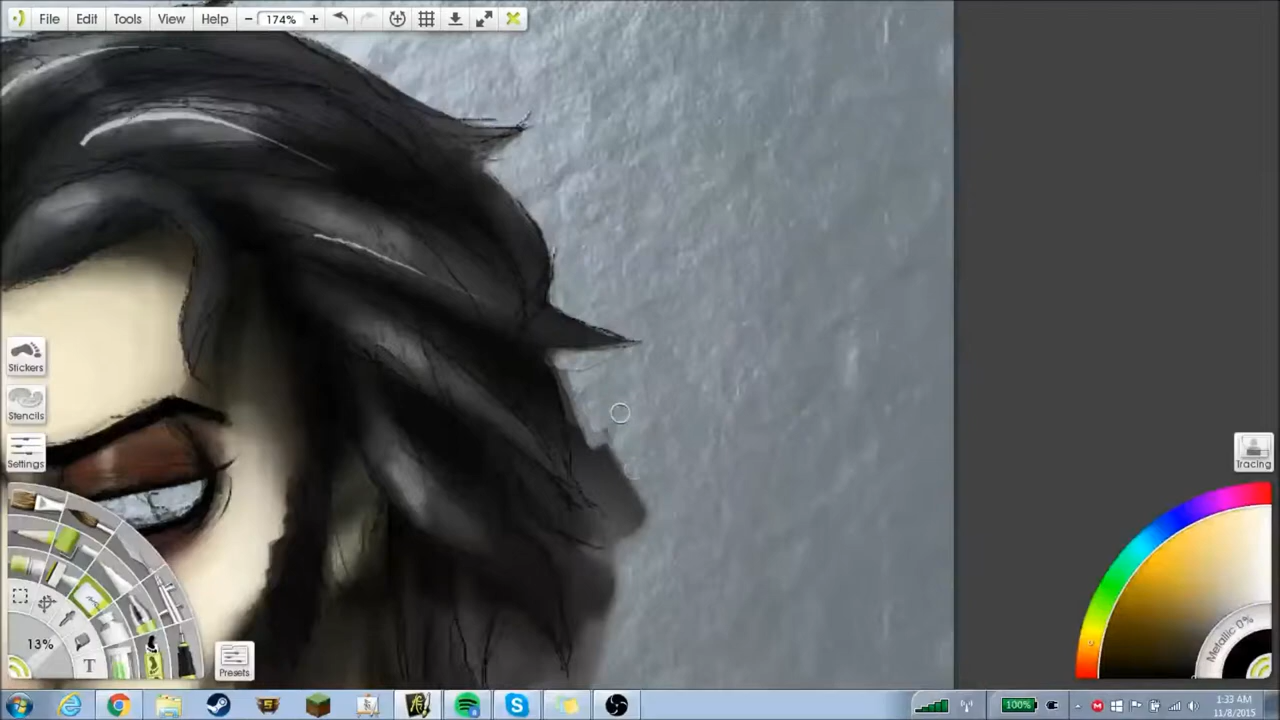 File Edit Tools View Help − 174% +
Stickers
Stencils
Settings
Tracing
13%
T
Presets
Metallic 0%
100%
1:33 AM
11/8/2015